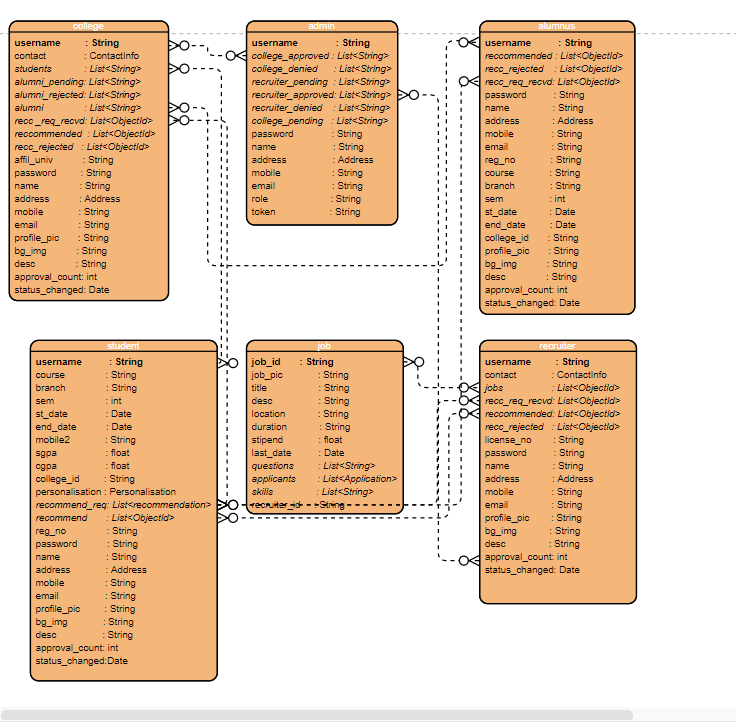 college
username : String
contact : ContactInfo
students : List<String>
alumni_pending: List<String>
alumni_rejected: List<String>
alumni : List<String>
recc _req_recvd: List<ObjectId>
reccommended : List<ObjectId>
recc_rejected : List<ObjectId>
affil_univ : String
password : String
name : String
address : Address
mobile : String
email : String
profile_pic : String
bg_img : String
desc : String
approval_count: int
status_changed: Date
admin
username : String
college_approved : List<String>
college_denied : List<String>
recruiter_pending : List<String>
recruiter_approved: List<String>
recruiter_denied : List<String>
college_pending : List<String>
password : String
name : String
address : Address
mobile : String
email : String
role : String
token : String
alumnus
username : String
reccommended : List<ObjectId>
recc_rejected : List<ObjectId>
recc_req_recvd: List<ObjectId>
password : String
name : String
address : Address
mobile : String
email : String
reg_no : String
course : String
branch : String
sem : int
st_date : Date
end_date : Date
college_id : String
profile_pic : String
bg_img : String
desc : String
approval_count: int
status_changed: Date
student
username : String
course : String
branch : String
sem : int
st_date : Date
end_date : Date
mobile2 : String
sgpa : float
cgpa : float
college_id : String
personalisation : Personalisation
recommend_req: List<recommendation>
recommend : List<ObjectId>
reg_no : String
password : String
name : String
address : Address
mobile : String
email : String
profile_pic : String
bg_img : String
desc : String
approval_count: int
status_changed:Date
job
job_id : String
job_pic : String
title : String
desc : String
location : String
duration : String
stipend : float
last_date : Date
questions : List<String>
applicants : List<Application>
skills : List<String>
recruiter_id : String
recruiter
username : String
contact : ContactInfo
jobs : List<ObjectId>
recc_req_recvd: List<ObjectId>
reccommended: List<ObjectId>
recc_rejected : List<ObjectId>
license_no : String
password : String
name : String
address : Address
mobile : String
email : String
profile_pic : String
bg_img : String
desc : String
approval_count: int
status_changed: Date